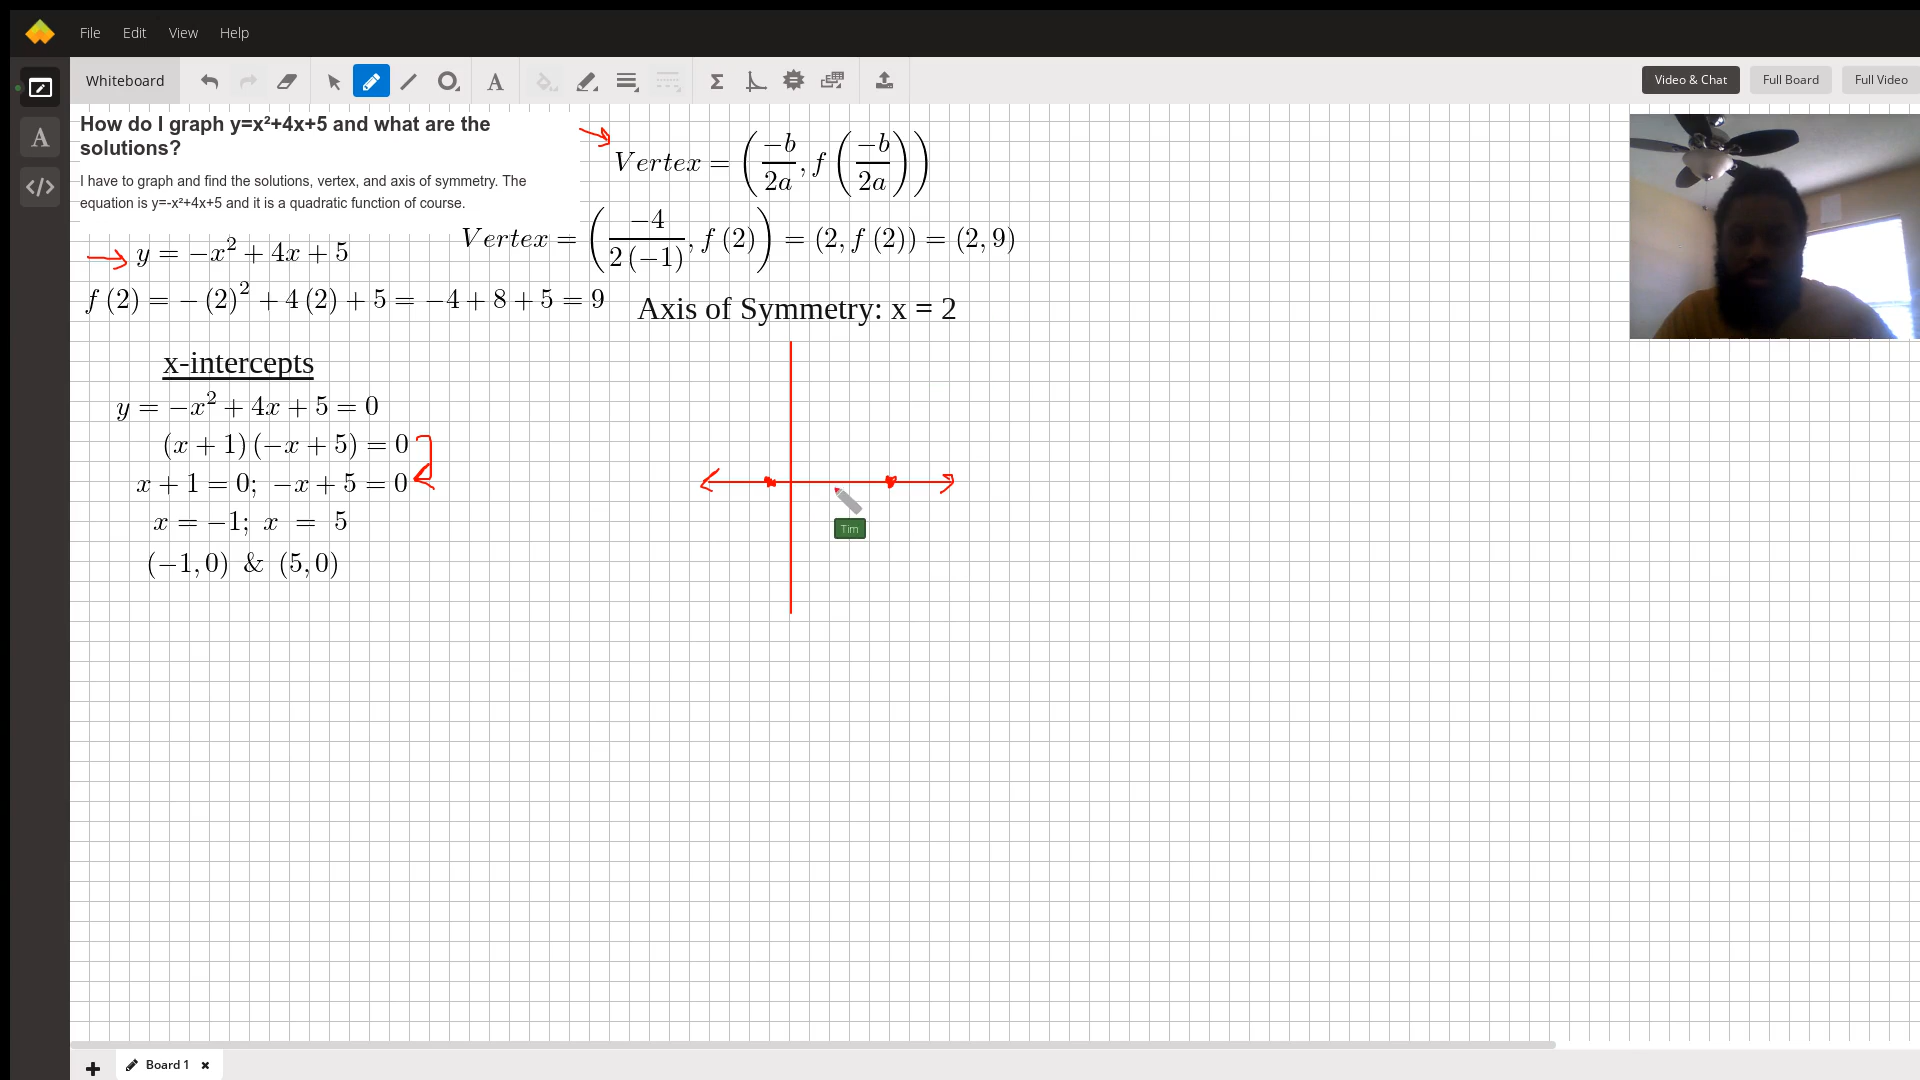 File Edit View Help
Whiteboard
Video & Chat Full Board Full Video
How do I graph y=x²+4x+5 and what are the
solutions?
I have to graph and find the solutions, vertex, and axis of symmetry. The
equation is y=-x²+4x+5 and it is a quadratic function of course.
Vertex = (−b/2a, f(−b/2a))
Vertex = (−4/2(−1), f(2)) = (2, f(2)) = (2, 9)
y = −x² + 4x + 5
f(2) = −(2)² + 4(2) + 5 = −4 + 8 + 5 = 9
Axis of Symmetry: x = 2
x-intercepts
y = −x² + 4x + 5 = 0
(x + 1)(−x + 5) = 0
x + 1 = 0; −x + 5 = 0
x = −1; x = 5
(−1, 0) & (5, 0)
Tim
Board 1